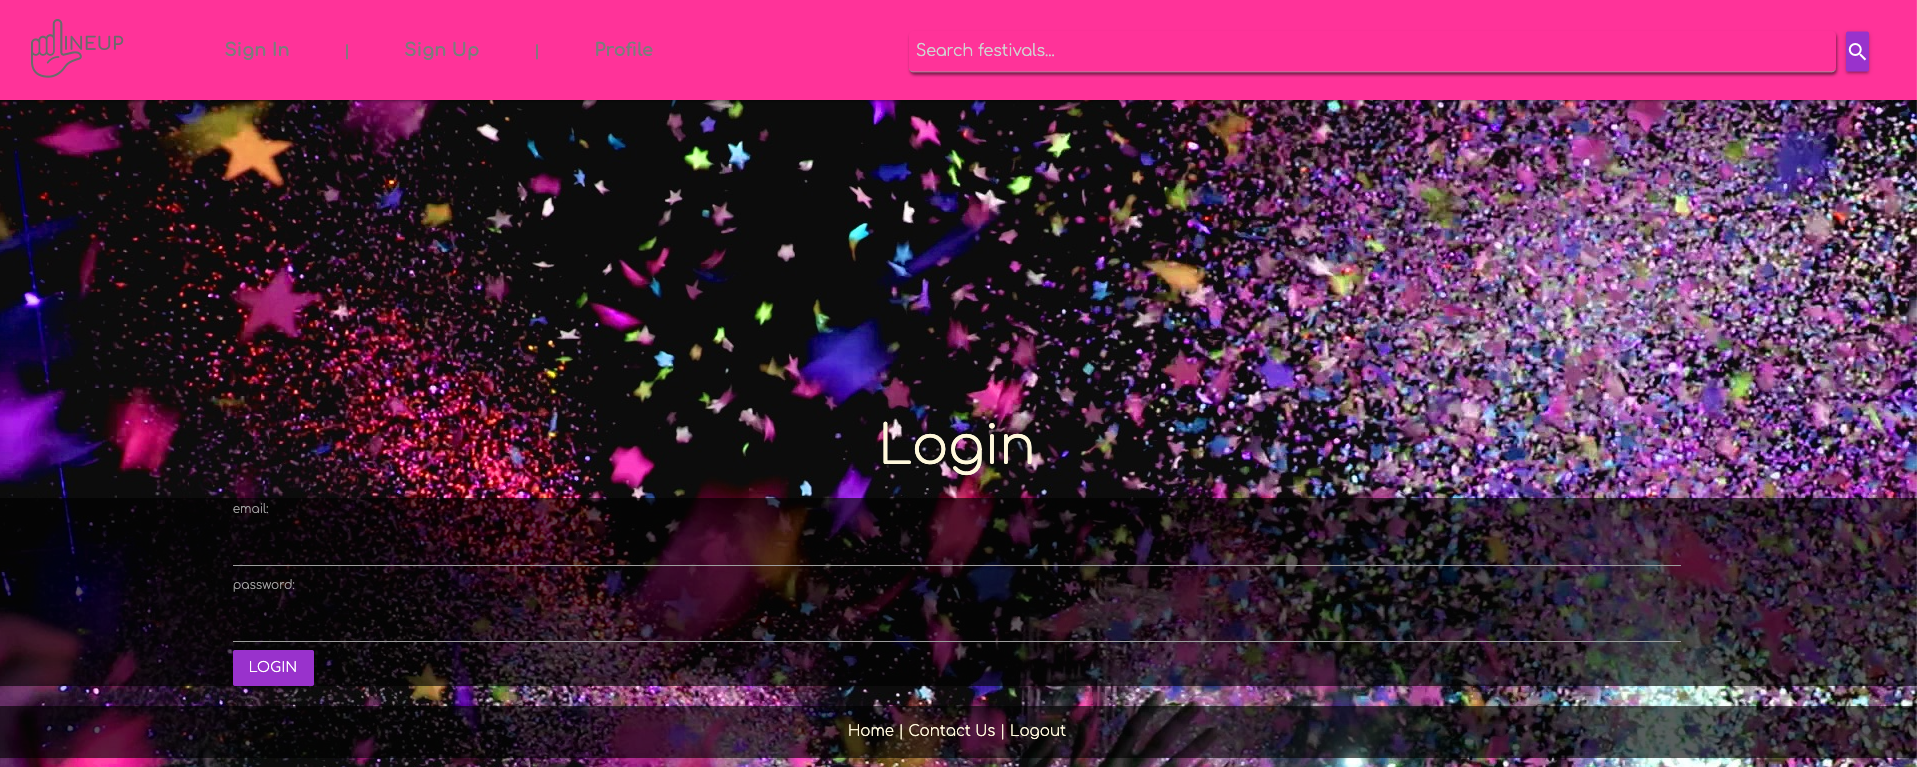 LINEUP
Sign In | Sign Up | Profile
Search festivals...
Login
email:
password:
LOGIN
Home | Contact Us | Logout